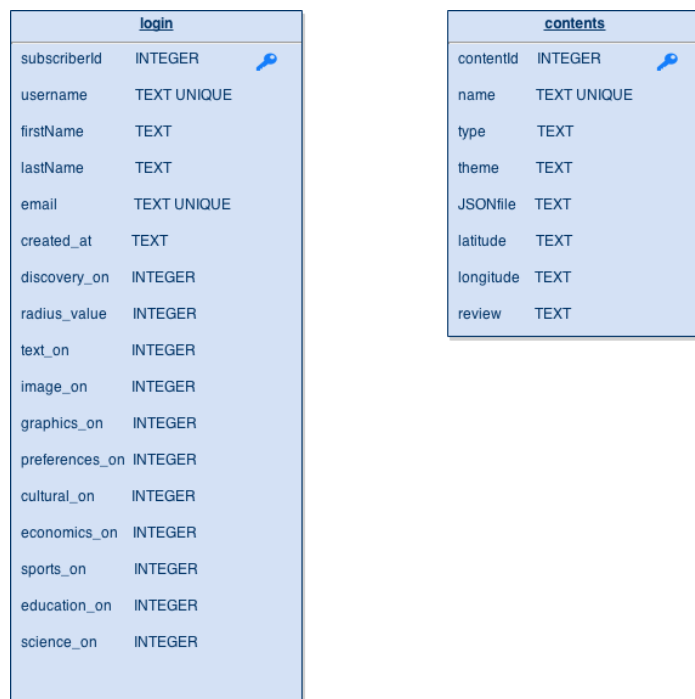 login
subscriberId INTEGER
username TEXT UNIQUE
firstName TEXT
lastName TEXT
email TEXT UNIQUE
created_at TEXT
discovery_on INTEGER
radius_value INTEGER
text_on INTEGER
image_on INTEGER
graphics_on INTEGER
preferences_on INTEGER
cultural_on INTEGER
economics_on INTEGER
sports_on INTEGER
education_on INTEGER
science_on INTEGER
contents
contentId INTEGER
name TEXT UNIQUE
type TEXT
theme TEXT
JSONfile TEXT
latitude TEXT
longitude TEXT
review TEXT